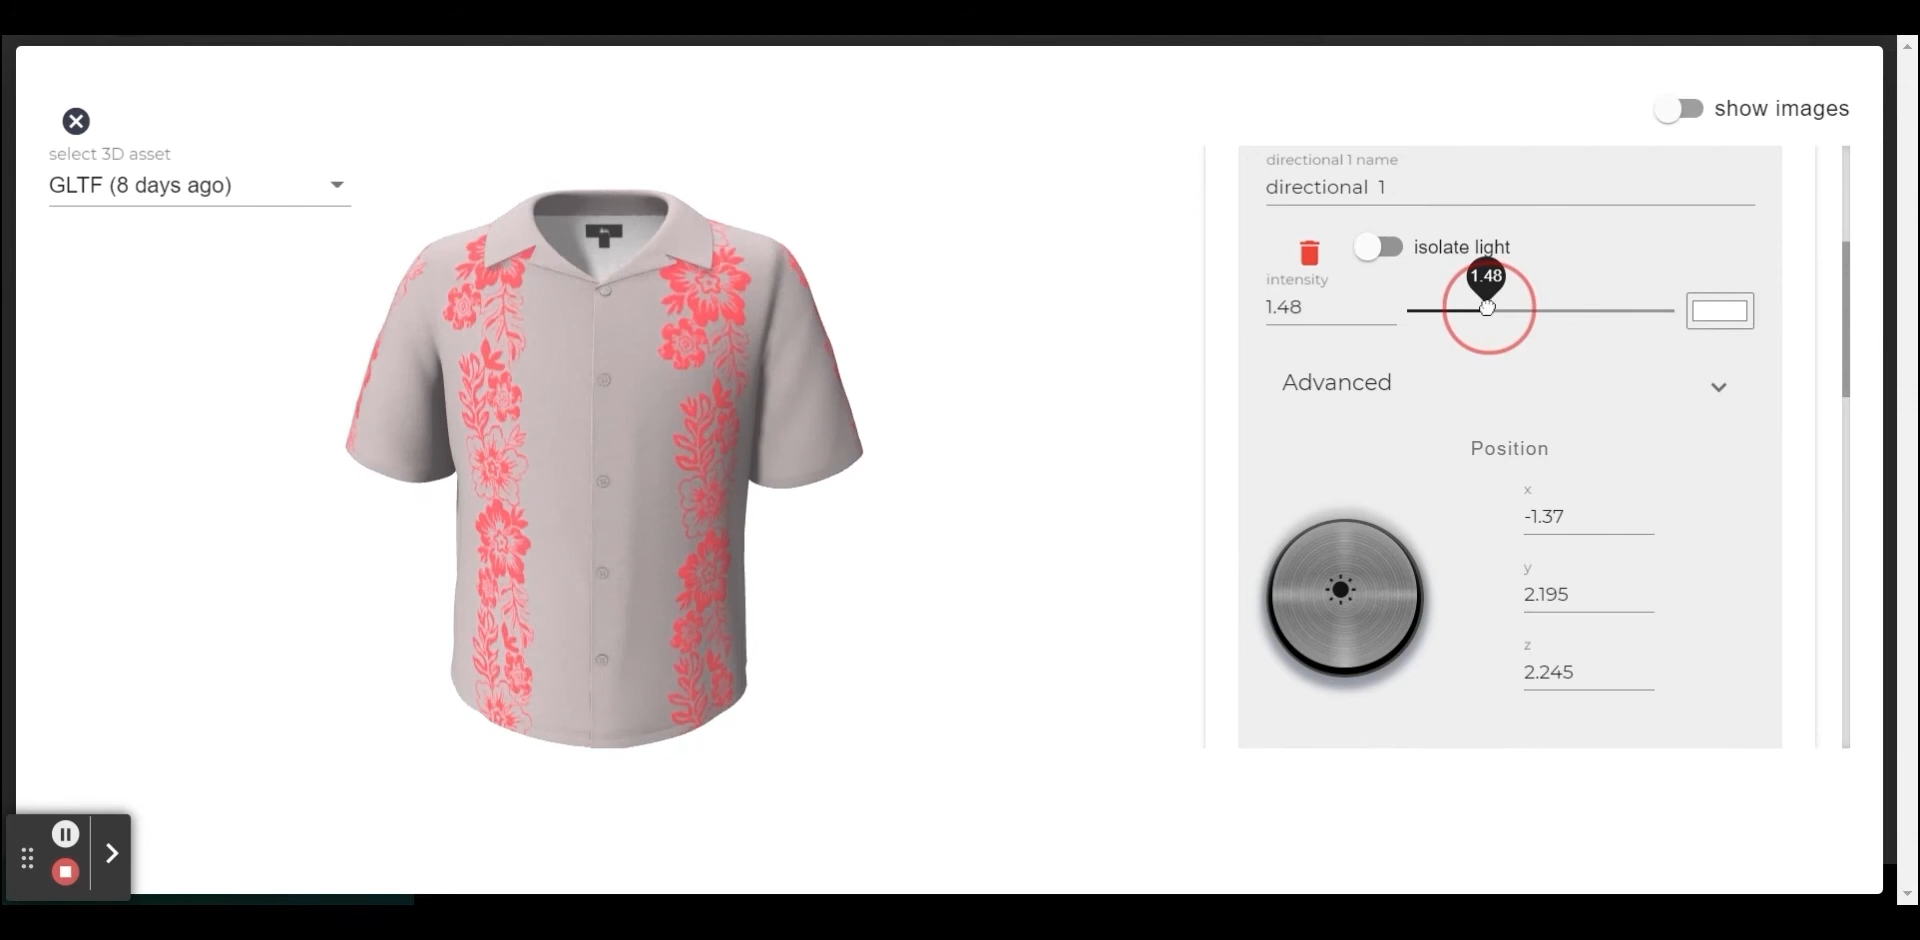 show images
select 3D asset
GLTF (8 days ago)
directional 1 name
directional 1
isolate light
intensity
1.48
1.48
Advanced
Position
x
-1.37
y
2.195
z
2.245